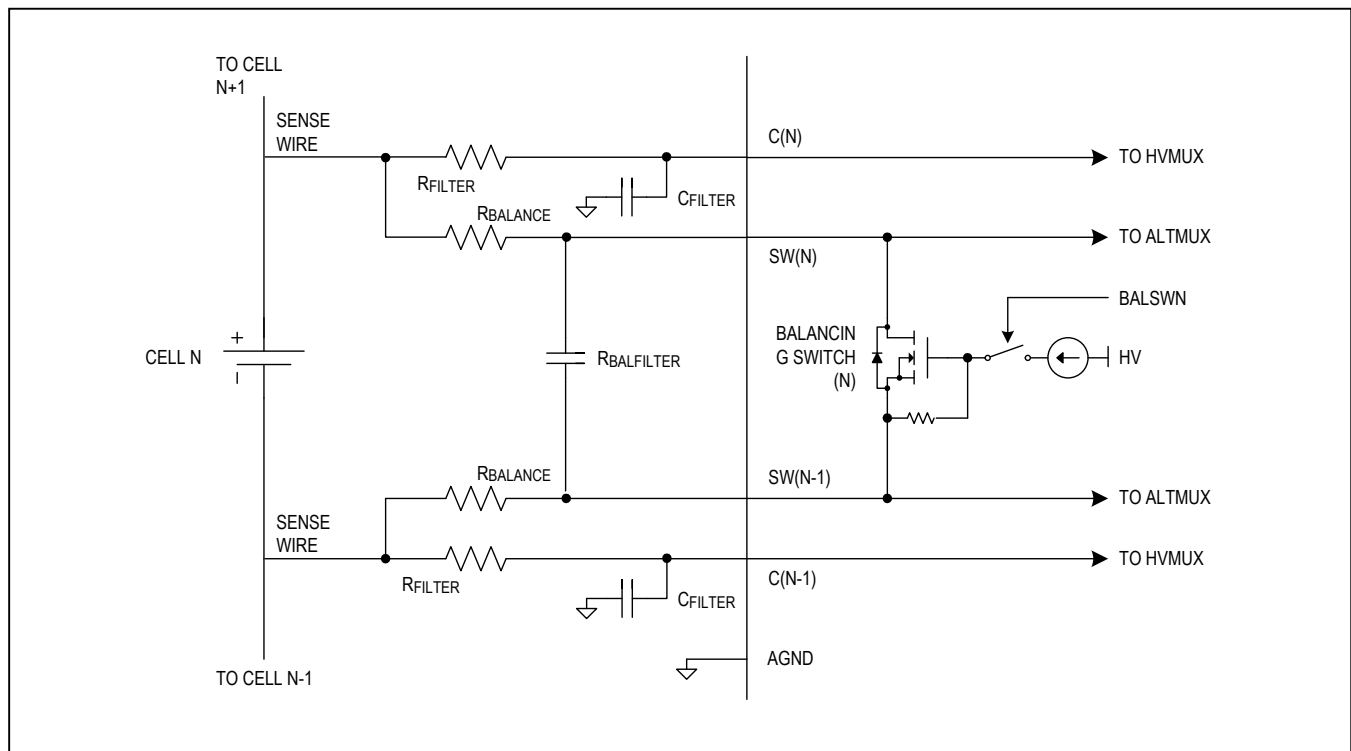 TO CELL
N+1
SENSE
WIRE
C(N)
TO HVMUX
RFILTER
CFILTER
RBALANCE
TO ALTMUX
SW(N)
BALSWN
BALANCIN
G SWITCH
(N)
CELL N
+
–
RBALFILTER
HV
RBALANCE
SW(N-1)
TO ALTMUX
SENSE
WIRE
TO HVMUX
RFILTER
C(N-1)
CFILTER
AGND
TO CELL N-1